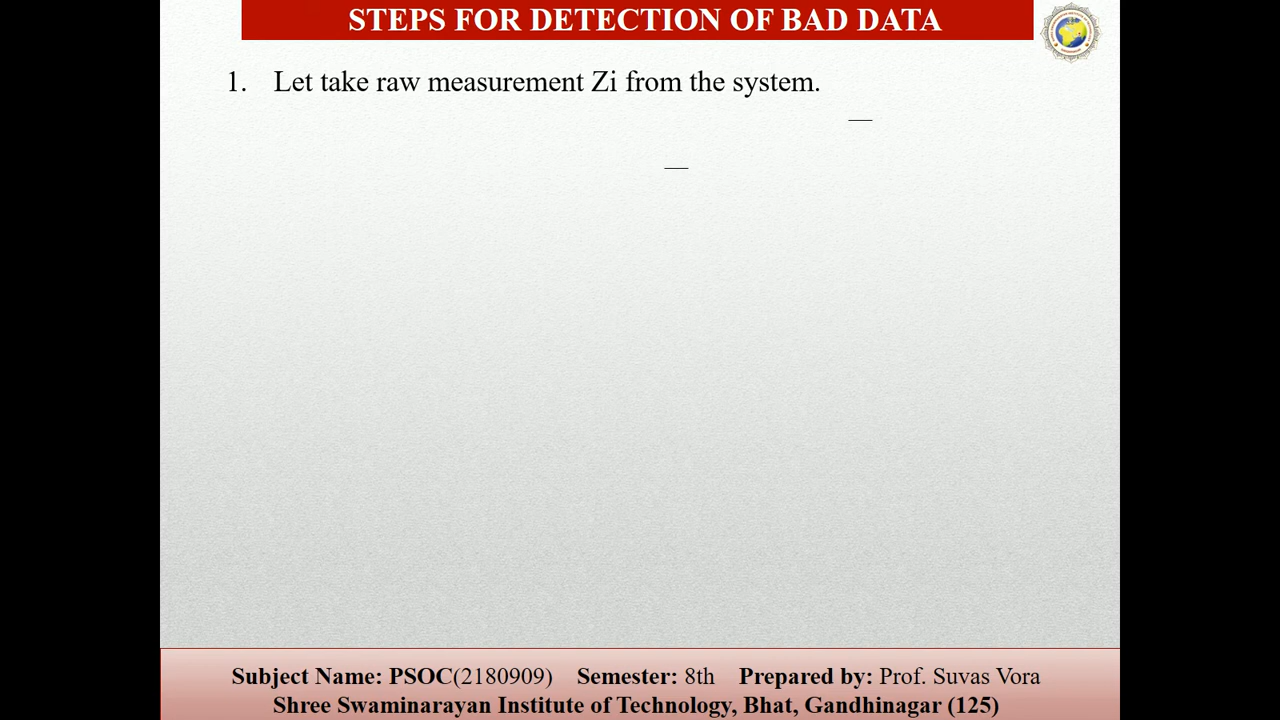 STEPS FOR DETECTION OF BAD DATA
1. Let take raw measurement Zi from the system.
Subject Name: PSOC(2180909) Semester: 8th Prepared by: Prof. Suvas Vora
Shree Swaminarayan Institute of Technology, Bhat, Gandhinagar (125)